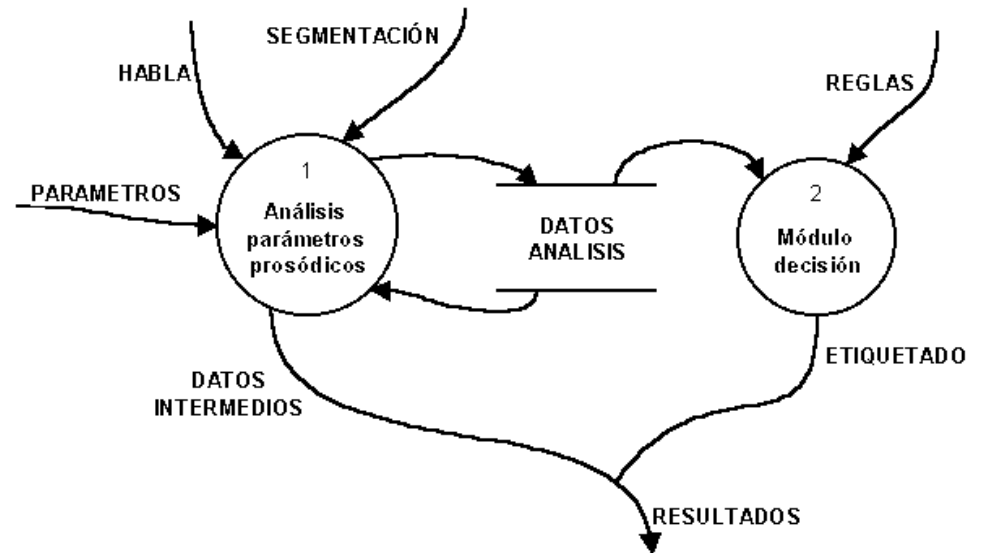 SEGMENTACIÓN
HABLA
REGLAS
PARAMETROS
1
Análisis
parámetros
prosódicos
DATOS
ANALISIS
2
Módulo
decisión
ETIQUETADO
DATOS
INTERMEDIOS
RESULTADOS